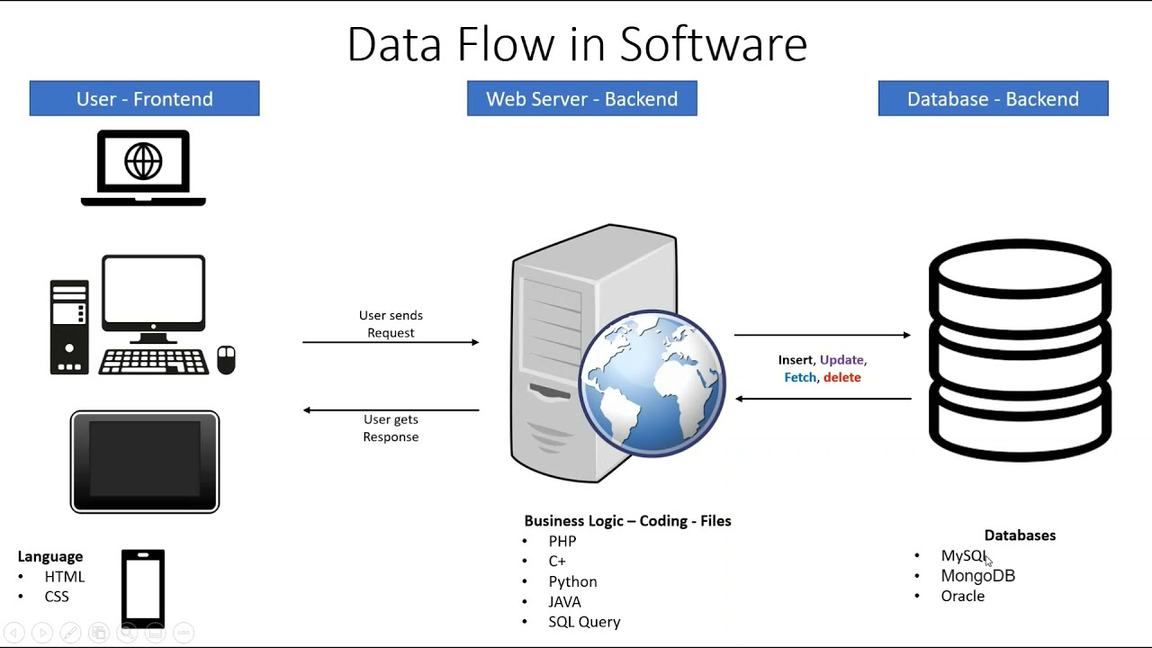 Data Flow in Software
User - Frontend
Web Server - Backend
Database - Backend
User sends
Request
User gets
Response
Insert, Update,
Fetch, delete
Language
• HTML
• CSS
Business Logic – Coding - Files
• PHP
• C+
• Python
• JAVA
• SQL Query
Databases
• MySQL
• MongoDB
• Oracle